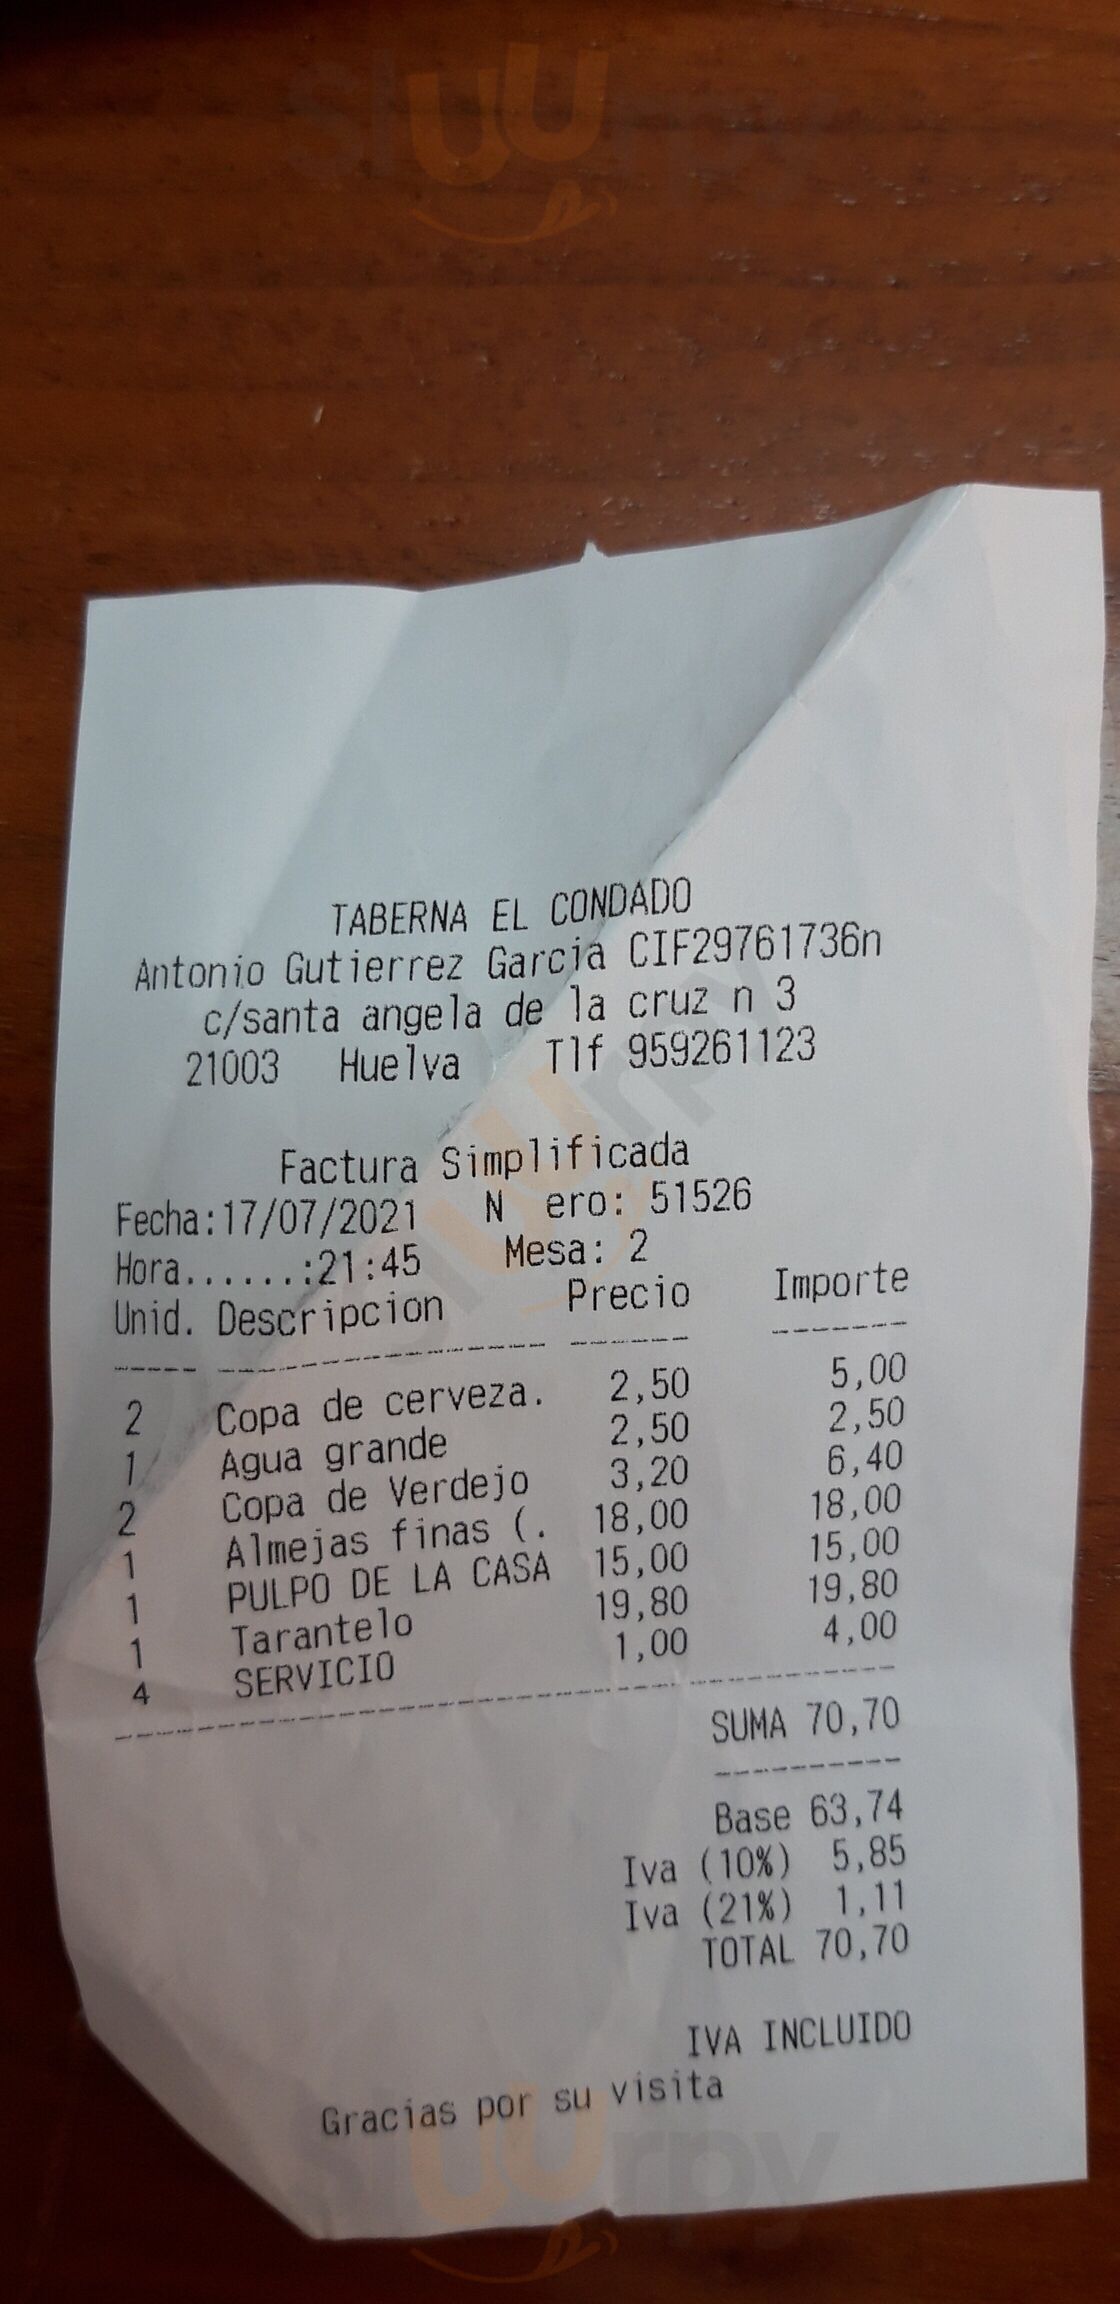 slurpy
TABERNA EL CONDADO
Antonio Gutierrez Garcia CIF29761736n
c/santa angela de la cruz n 3
21003 Huelva Tlf 959261123
Factura Simplificada
Fecha:17/07/2021 N ero: 51526
Hora......:21:45 Mesa: 2
Unid. Descripcion Precio Importe
2 Copa de cerveza. 2,50 5,00
1 Agua grande 2,50 2,50
2 Copa de Verdejo 3,20 6,40
1 Almejas finas (. 18,00 18,00
1 PULPO DE LA CASA 15,00 15,00
1 Tarantelo 19,80 19,80
4 SERVICIO 1,00 4,00
SUMA 70,70
Base 63,74
Iva (10%) 5,85
Iva (21%) 1,11
TOTAL 70,70
IVA INCLUIDO
Gracias por su visita
slurpy